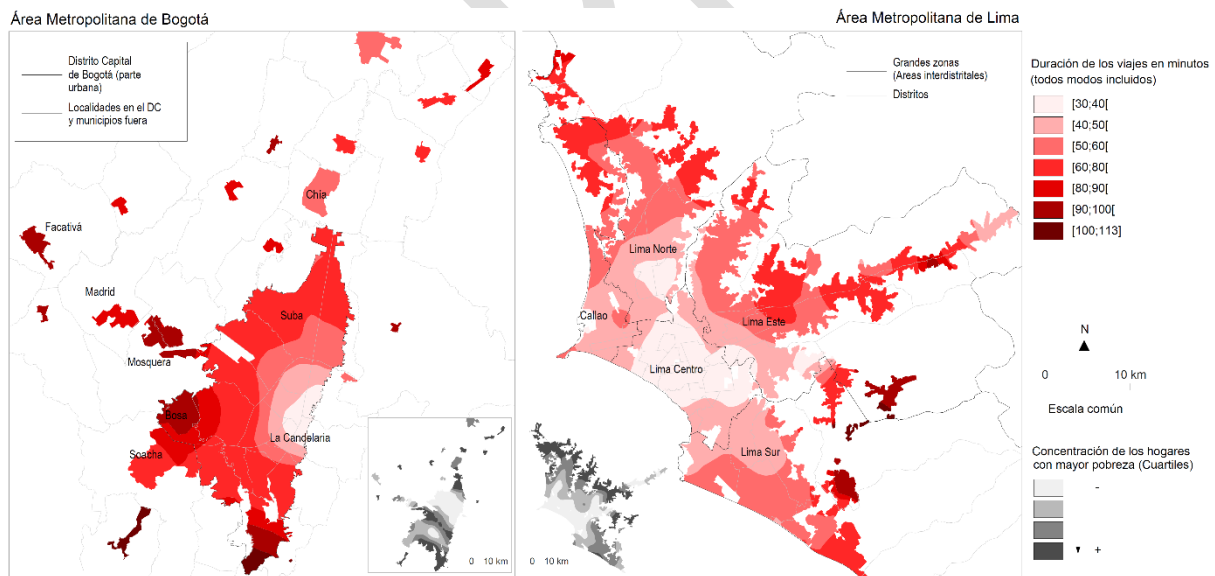 Área Metropolitana de Bogotá
Distrito Capital
de Bogotá (parte
urbana)
Localidades en el DC
y municipios fuera
Chía
Facativá
Madrid
Suba
Mosquera
Bosa
La Candelaria
Soabha
0 10 km
Área Metropolitana de Lima
Grandes zonas
(Areas interdistritales)
Distritos
Lima Norte
Callao
Lima Este
Lima Centro
Lima Sur
0 10 km
Duración de los viajes en minutos
(todos modos incluidos)
[30;40[
[40;50[
[50;60[
[60;80[
[80;90[
[90;100[
[100;113]
N
0 10 km
Escala común
Concentración de los hogares
con mayor pobreza (Cuartiles)
-
+